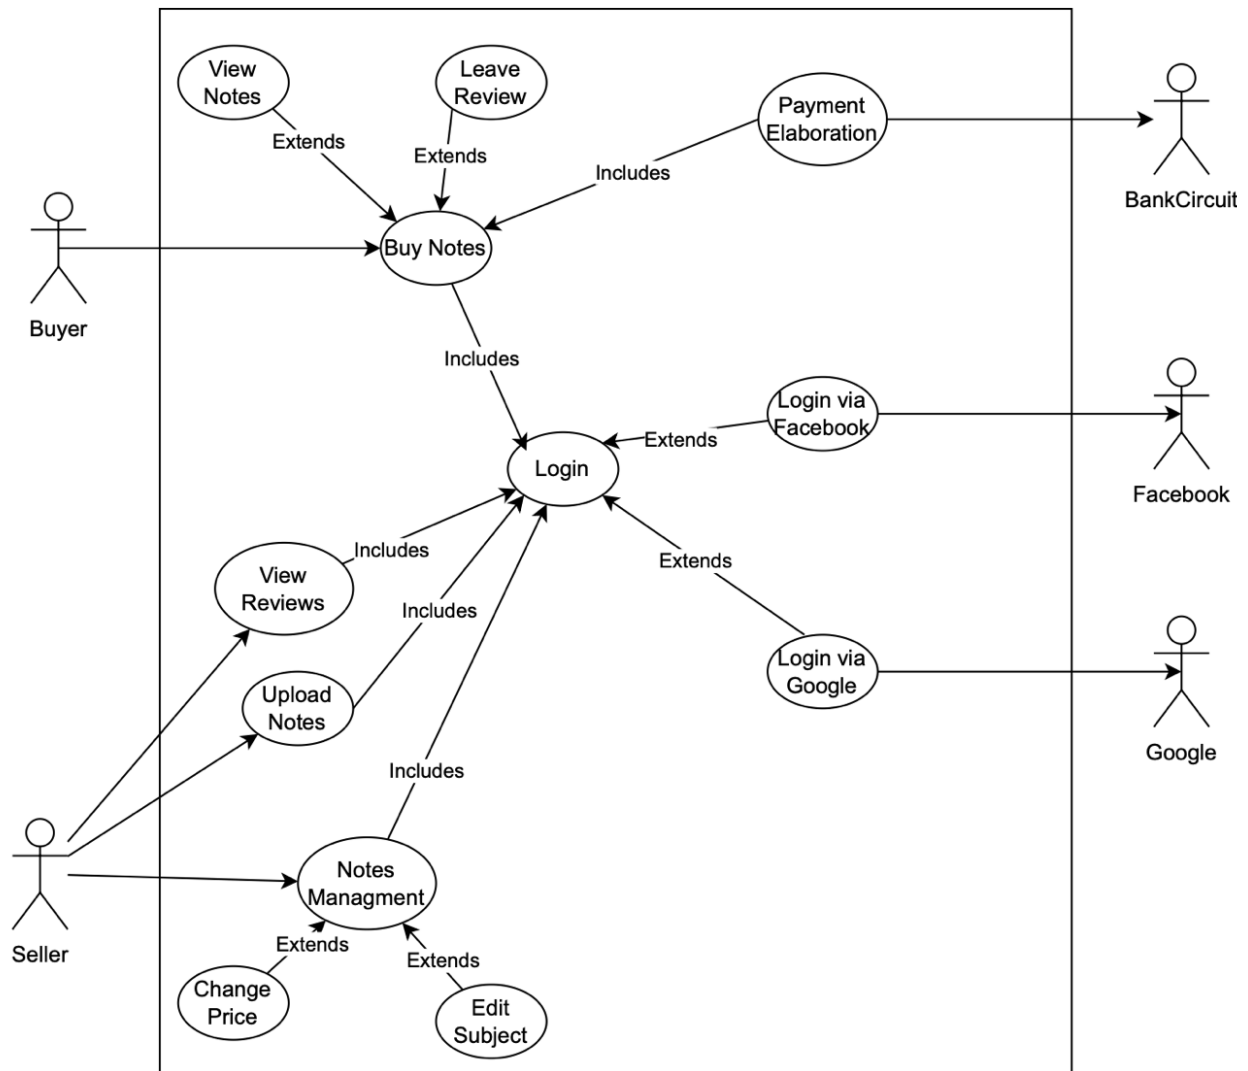 View
Notes
Leave
Review
Payment
Elaboration
Extends
Extends
Includes
BankCircuit
Buy Notes
Buyer
Includes
Login via
Facebook
Extends
Login
Facebook
Includes
Extends
View
Reviews
Includes
Login via
Google
Upload
Notes
Google
Includes
Notes
Managment
Seller
Extends
Extends
Change
Price
Edit
Subject